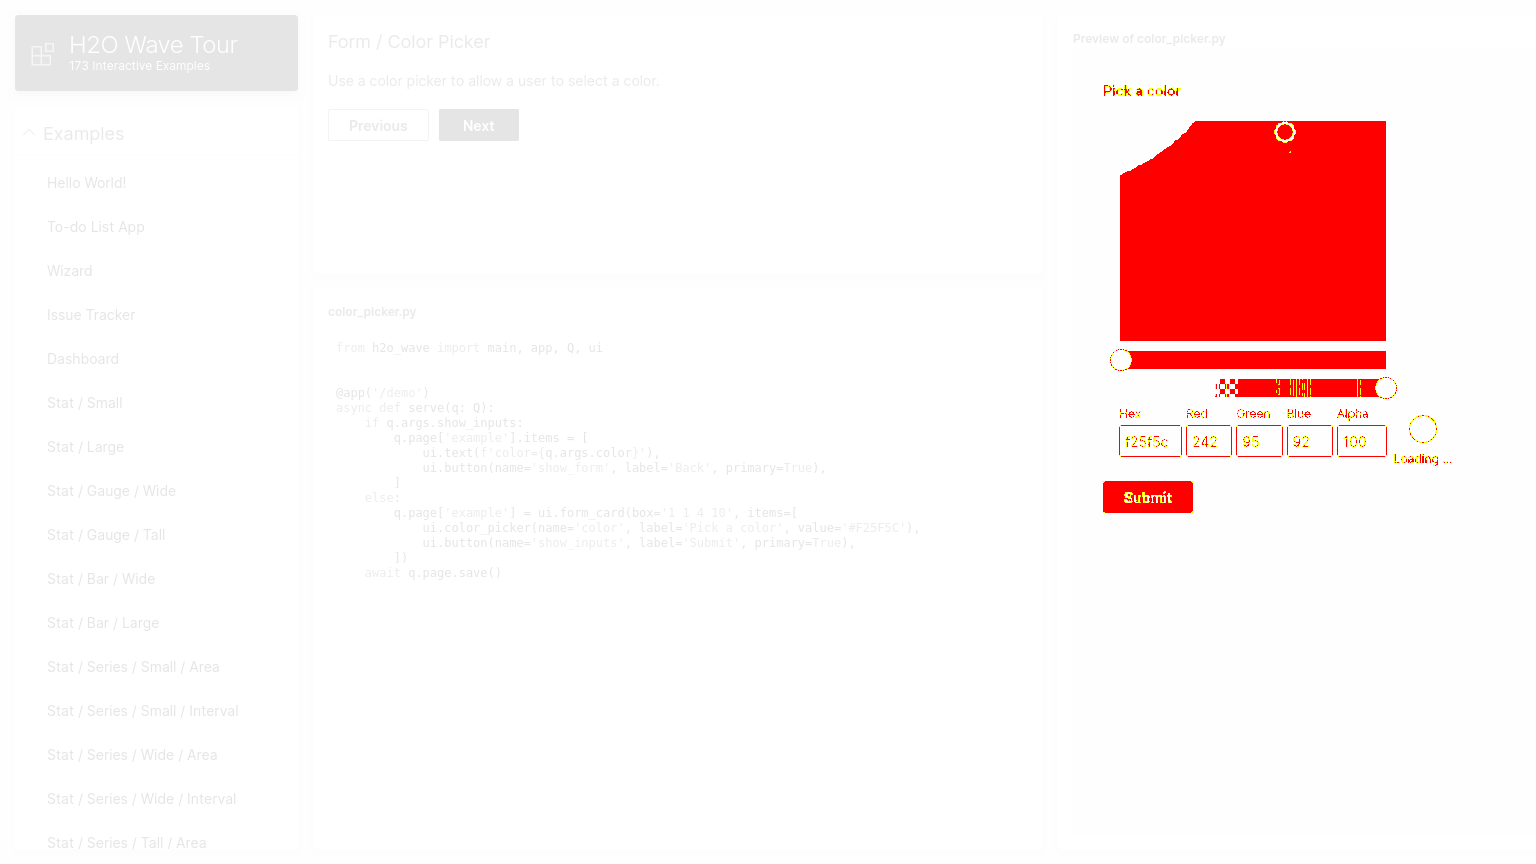 H2O Wave Tour
173 Interactive Examples
Examples
Hello World!
To-do List App
Wizard
Issue Tracker
Dashboard
Stat / Small
Stat / Large
Stat / Gauge / Wide
Stat / Gauge / Tall
Stat / Bar / Wide
Stat / Bar / Large
Stat / Series / Small / Area
Stat / Series / Small / Interval
Stat / Series / Wide / Area
Stat / Series / Wide / Interval
Stat / Series / Tall / Area
Form / Color Picker
Use a color picker to allow a user to select a color.
Previous Next
color_picker.py
from h2o_wave import main, app, Q, ui
@app('/demo')
async def serve(q: Q):
    if q.args.show_inputs:
        q.page['example'].items = [
            ui.text(f'color={q.args.color}'),
            ui.button(name='show_form', label='Back', primary=True),
        ]
    else:
        q.page['example'] = ui.form_card(box='1 1 4 10', items=[
            ui.color_picker(name='color', label='Pick a color', value='#F25F5C'),
            ui.button(name='show_inputs', label='Submit', primary=True),
        ])
    await q.page.save()
Preview of color_picker.py
Pick a color
Hex Red Green Blue Alpha
f25f5c 242 95 92 100
Loading ...
Submit